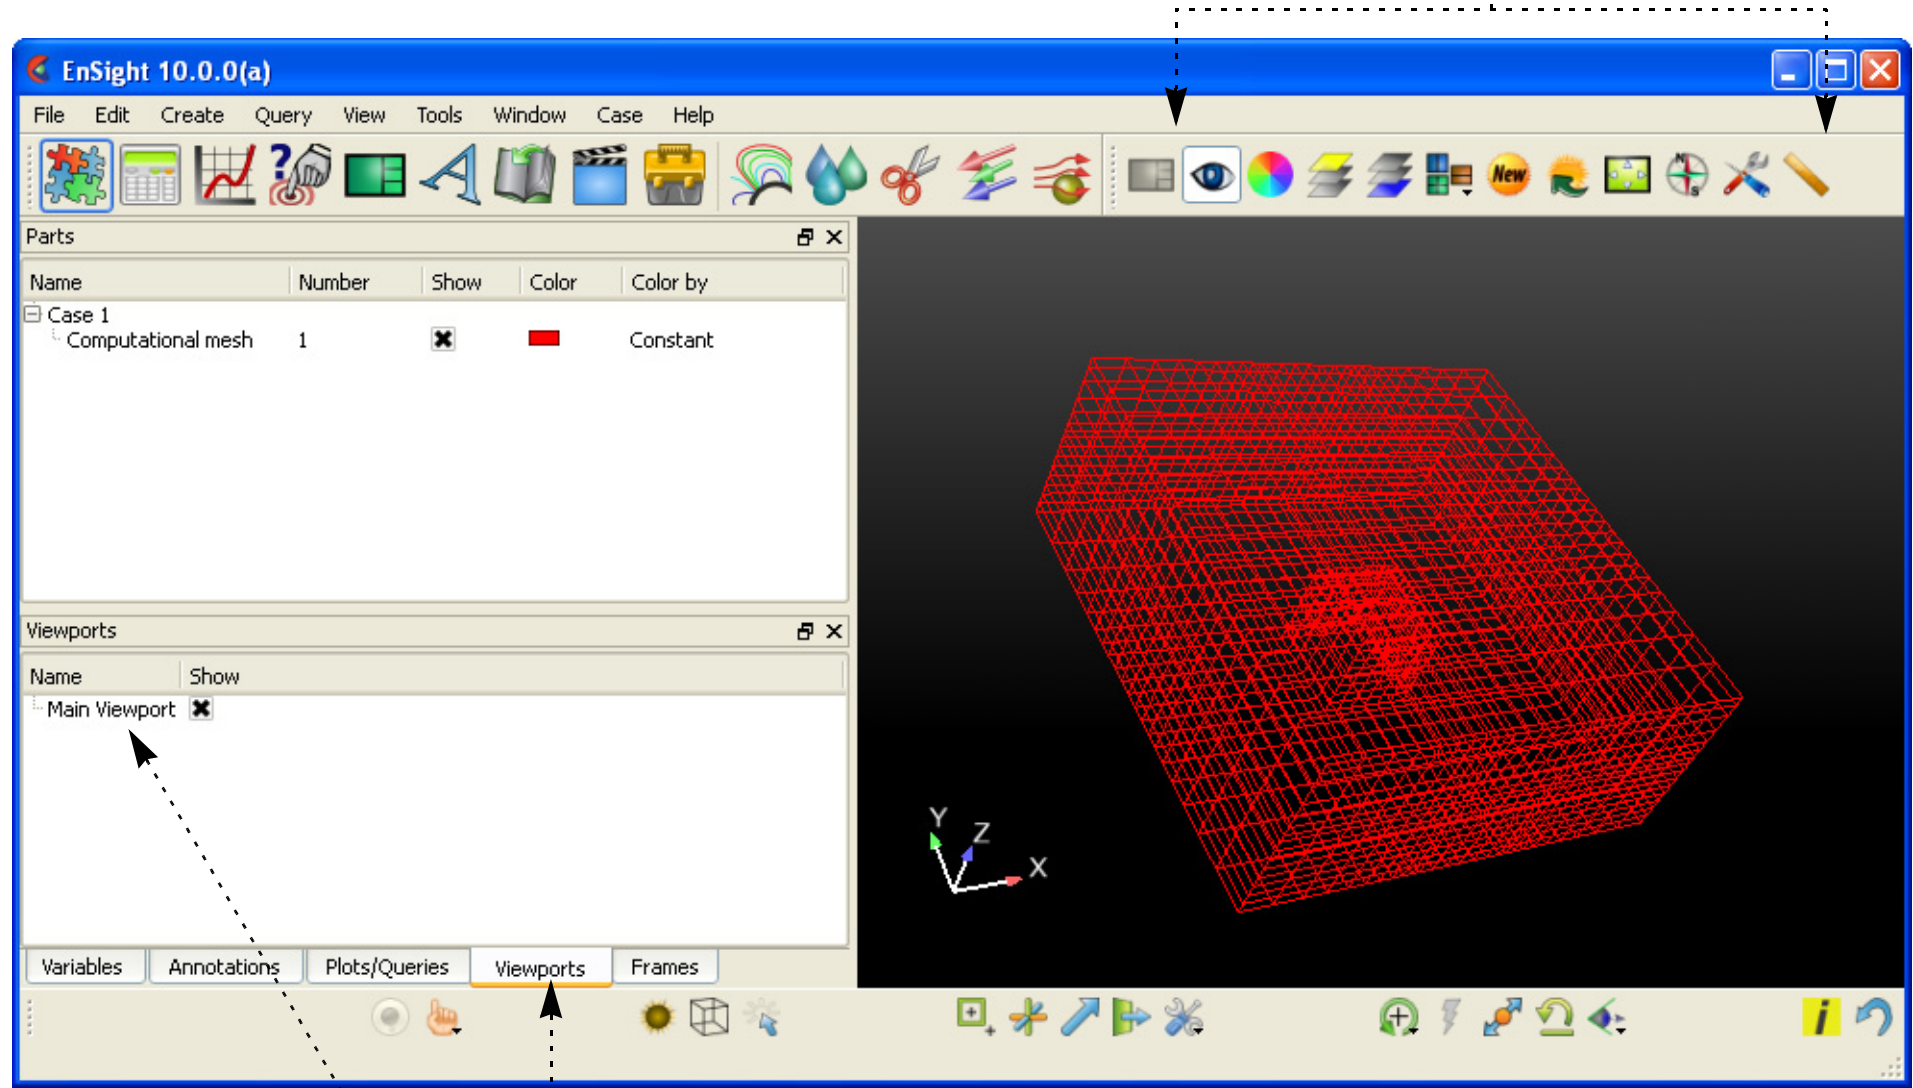 EnSight 10.0.0(a)
File Edit Create Query View Tools Window Case Help
New
N
S
Parts
Name Number Show Color Color by
Case 1
Computational mesh 1 Constant
Viewports
Name Show
Main Viewport
Y
Z
X
Variables Annotations Plots/Queries Viewports Frames
i